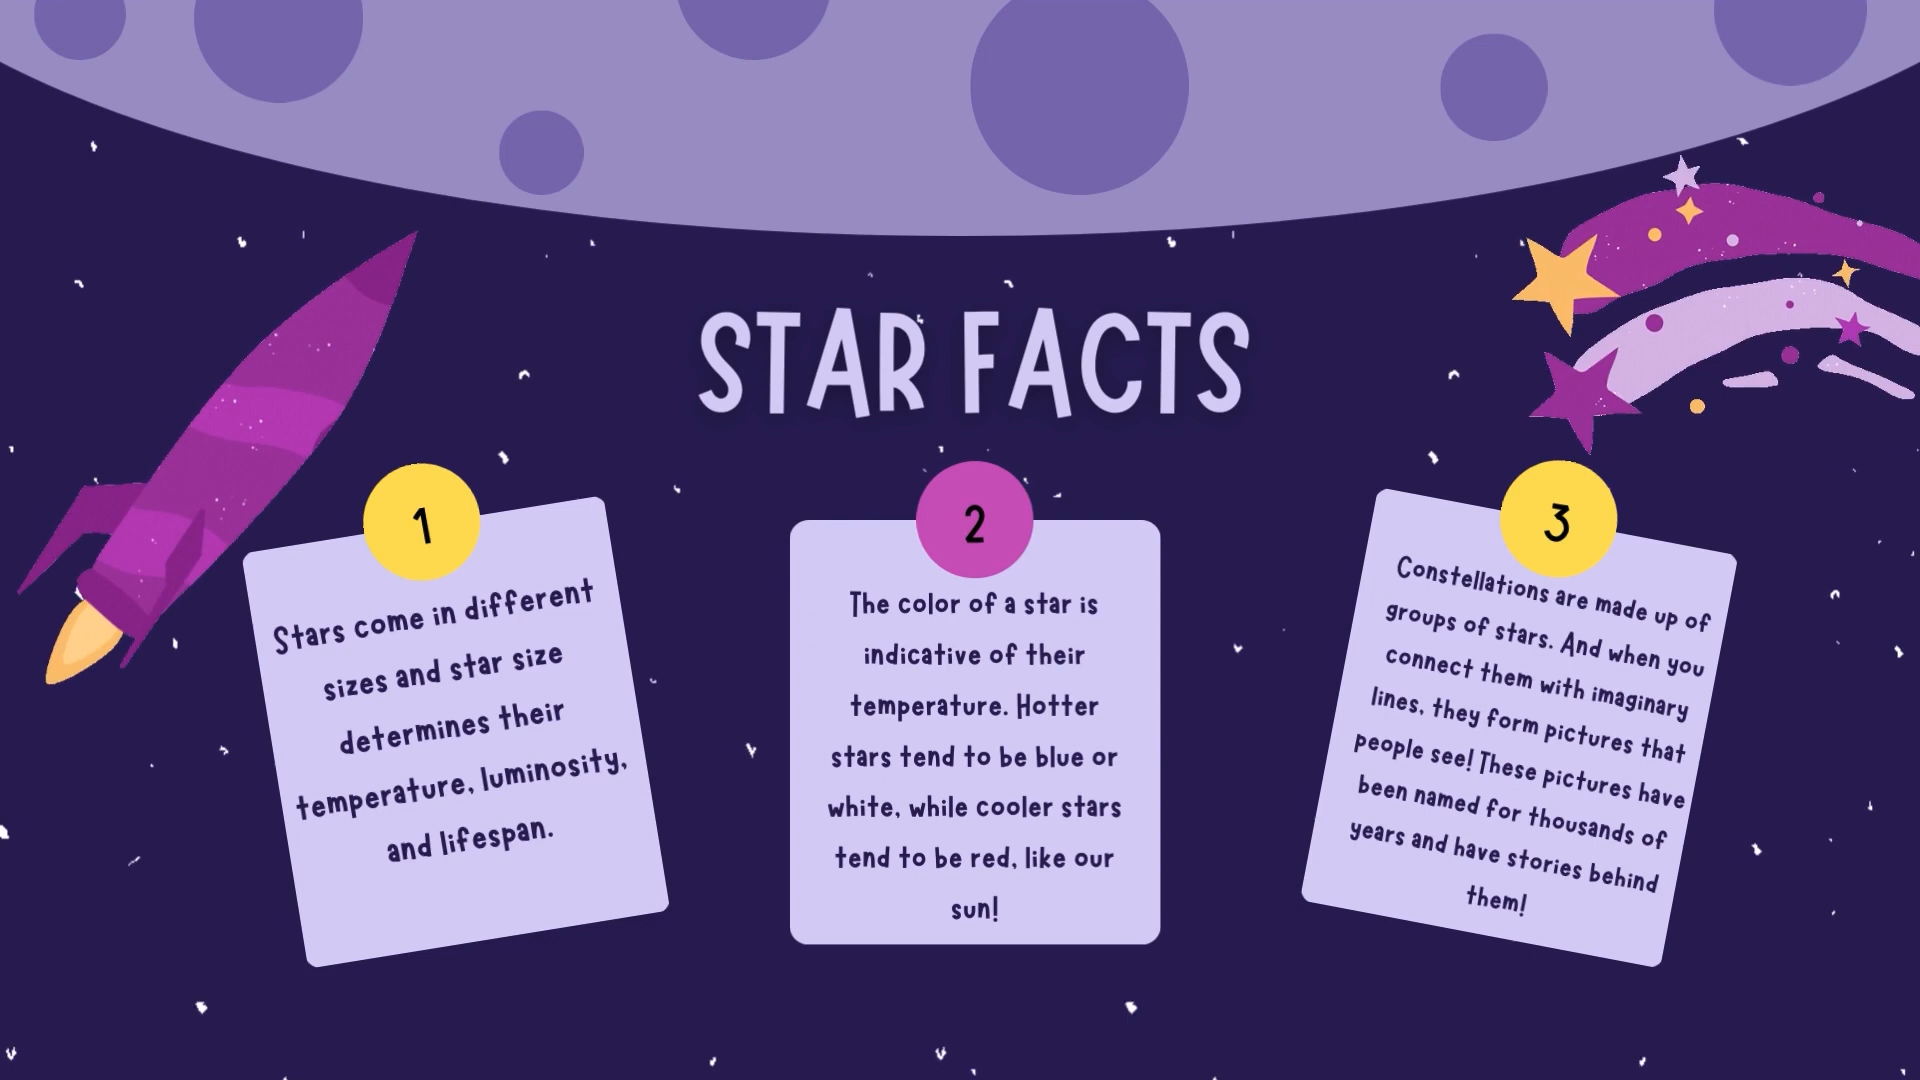 STAR FACTS
1
Stars come in different
sizes and star size
determines their
temperature, luminosity,
and lifespan.
2
The color of a star is
indicative of their
temperature. Hotter
stars tend to be blue or
white, while cooler stars
tend to be red, like our
sun!
3
Constellations are made up of
groups of stars. And when you
connect them with imaginary
lines, they form pictures that
people see! These pictures have
been named for thousands of
years and have stories behind
them!